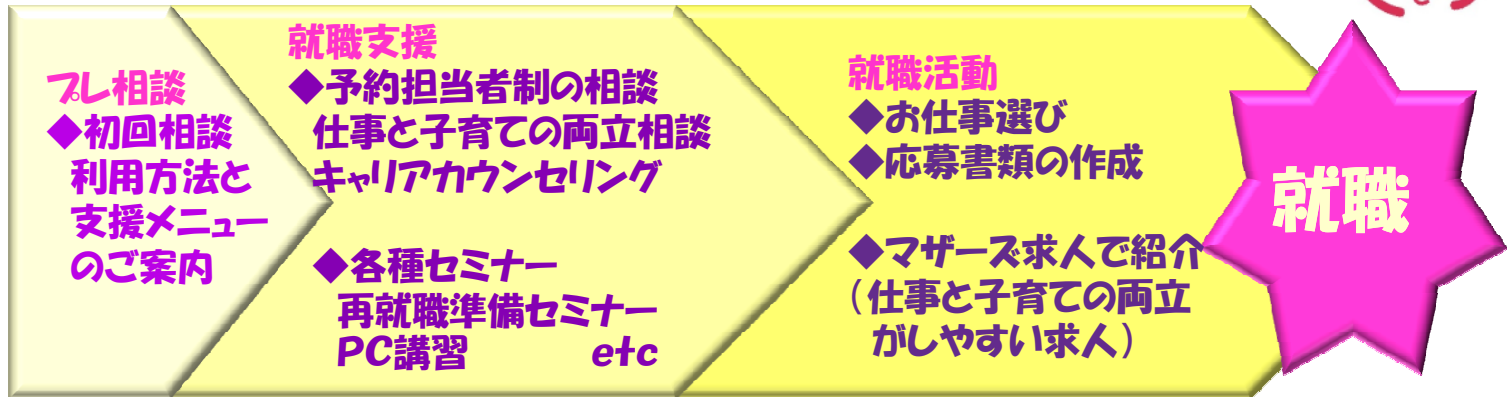 プレ相談
◆初回相談
利用方法と
支援メニュー
のご案内
就職支援
◆予約担当者制の相談
仕事と子育ての両立相談
キャリアカウンセリング
◆各種セミナー
再就職準備セミナー
PC講習 etc
就職活動
◆お仕事選び
◆応募書類の作成
◆マザーズ求人で紹介
(仕事と子育ての両立
がしやすい求人)
就職